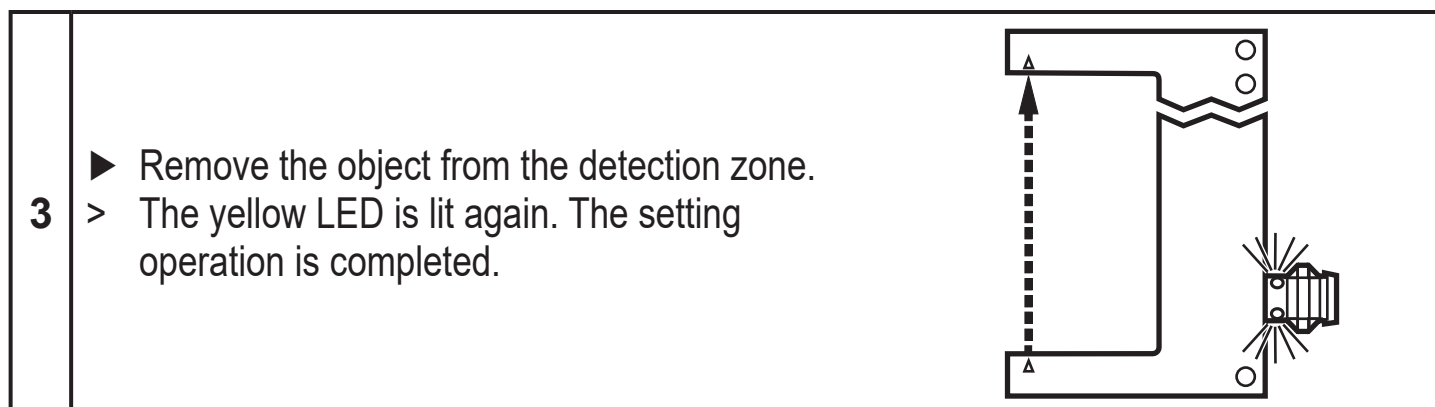 3
▶ Remove the object from the detection zone.
> The yellow LED is lit again. The setting
operation is completed.